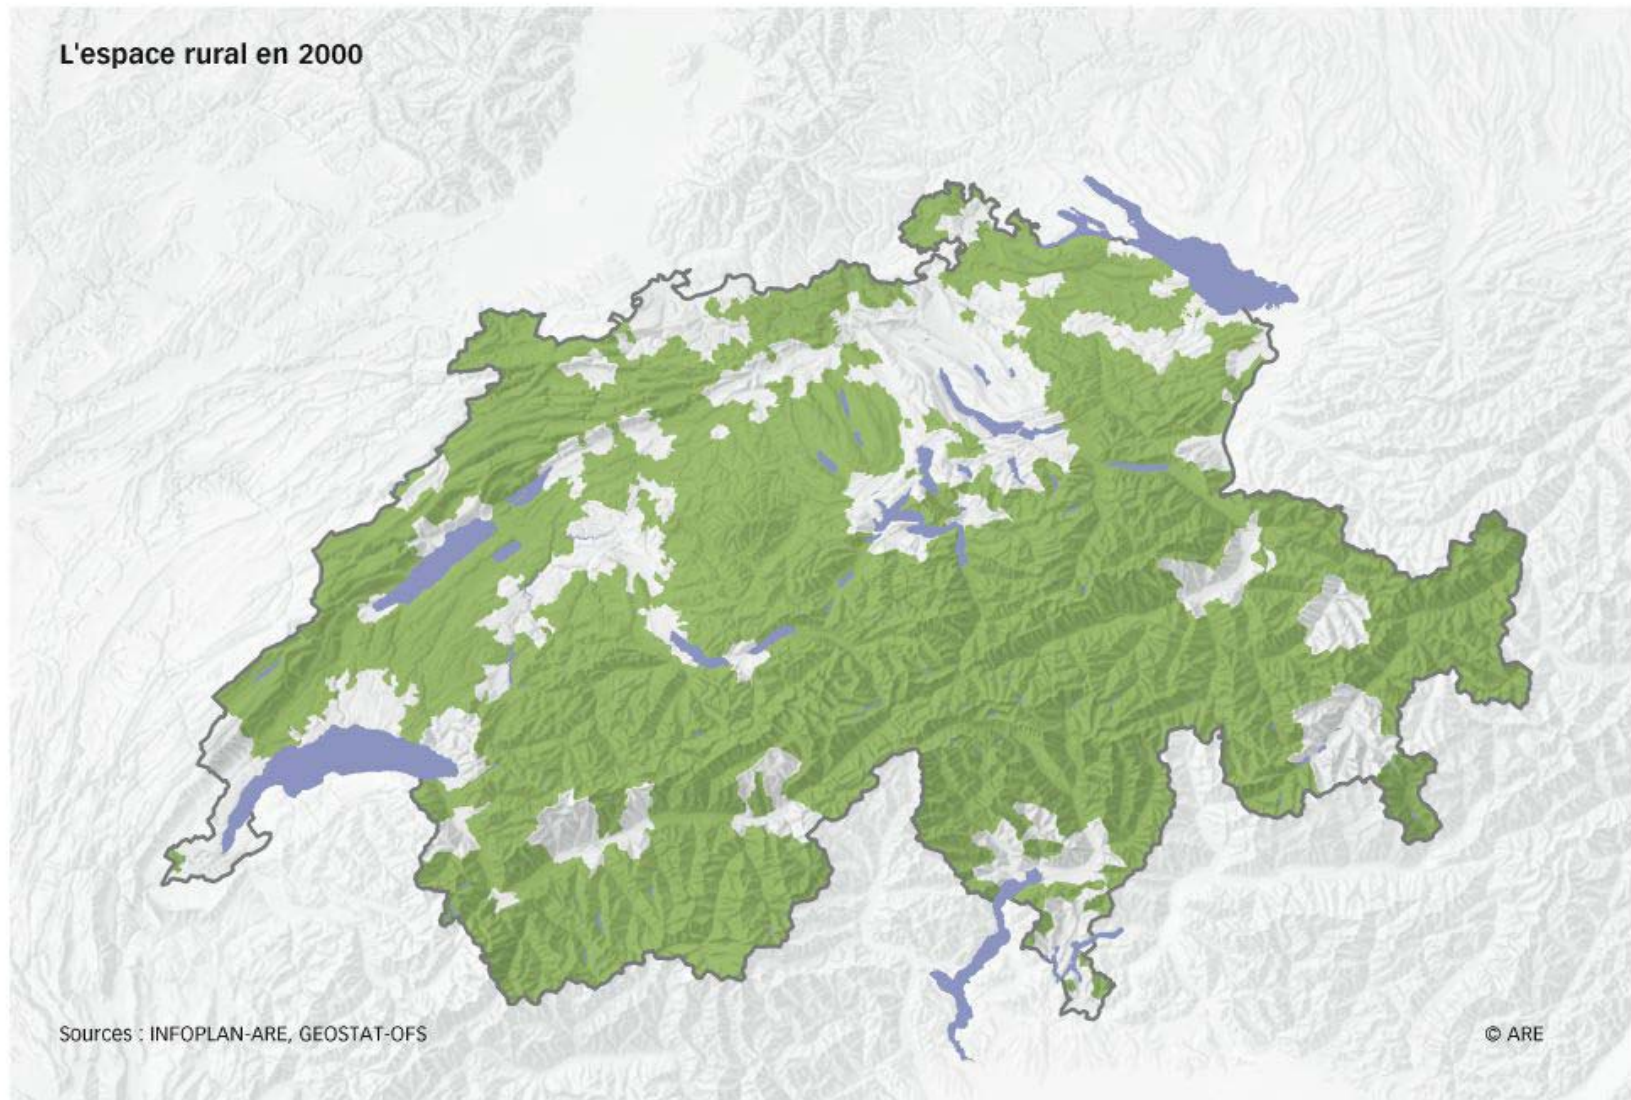 L'espace rural en 2000
Sources : INFOPLAN-ARE, GEOSTAT-OFS
© ARE